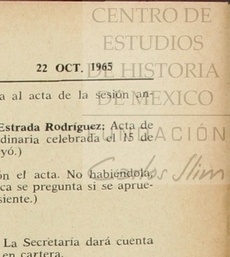 CENTRO DE
ESTUDIOS
22 OCT. 1965
DE HISTORIA
a al acta de la sesión an-
DE MÉXICO
Estrada Rodríguez: Acta de
FUNDACIÓN
dinaria celebrada el 15 de
yó.)
Carlos Slim
ón el acta. No habiéndola,
ca se pregunta si se aprue-
siente.)
La Secretaría dará cuenta
en cartera.